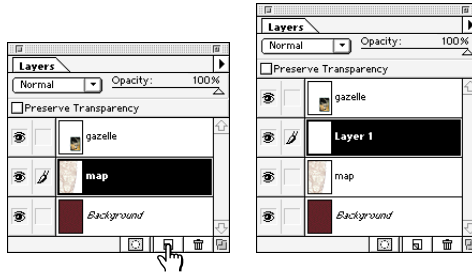 Layers
Normal Opacity: 100%
Preserve Transparency
gazelle
map
Background
Layers
Normal Opacity: 100%
Preserve Transparency
gazelle
Layer 1
map
Background